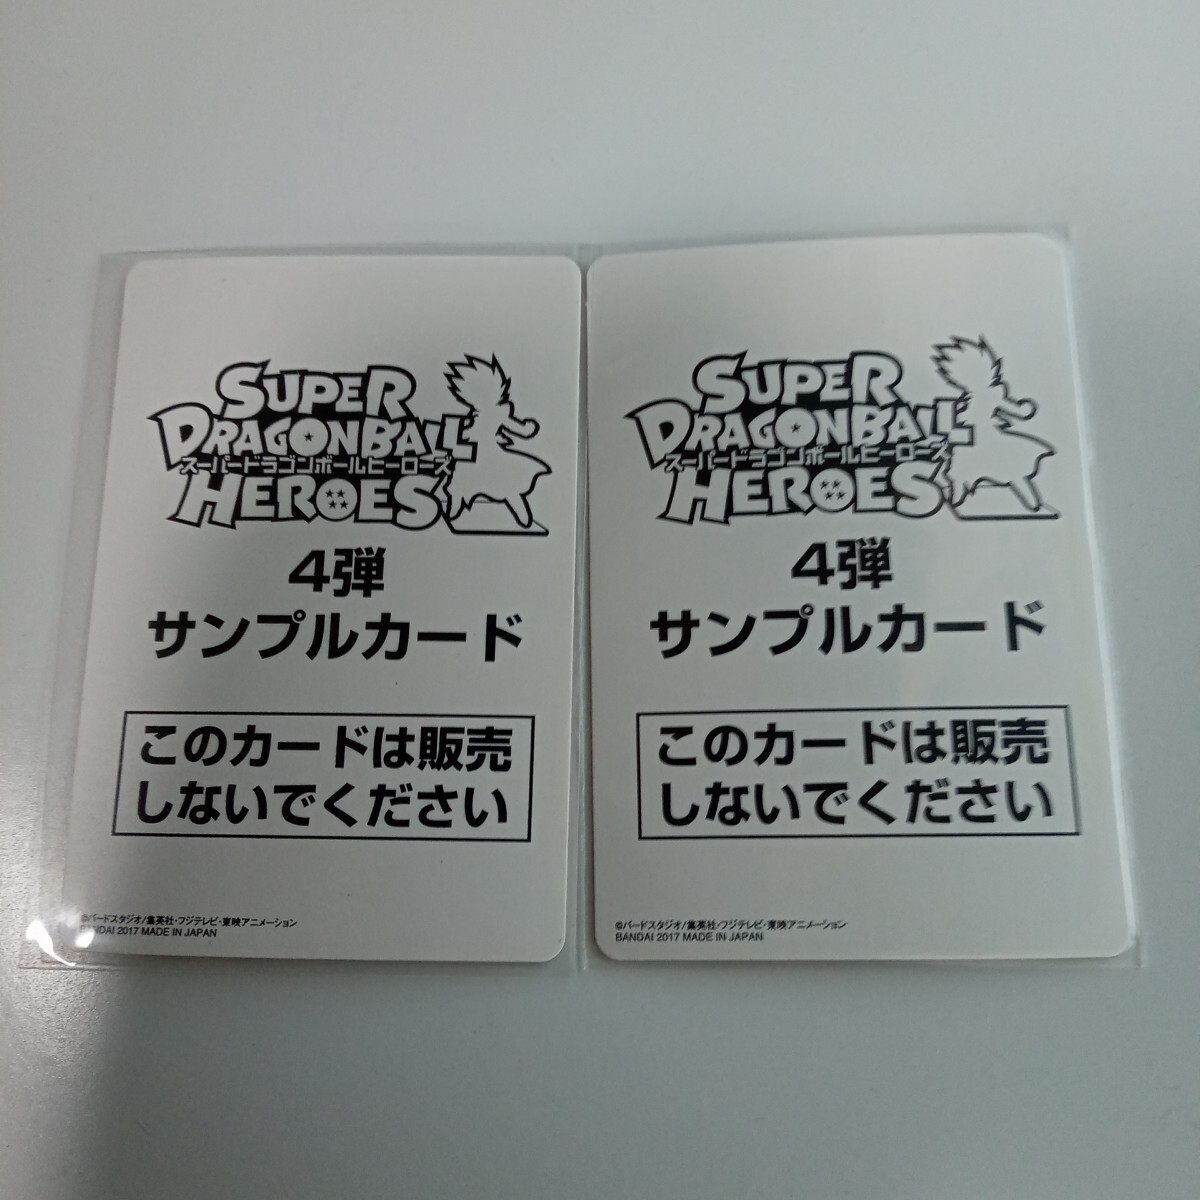 SUPER
DRAGONBALL
スーパードラゴンボールヒーローズ
HEROES
4弾
サンプルカード
このカードは販売
しないでください
©バードスタジオ/集英社・フジテレビ・東映アニメーション
BANDAI 2017 MADE IN JAPAN
SUPER
DRAGONBALL
スーパードラゴンボールヒーローズ
HEROES
4弾
サンプルカード
このカードは販売
しないでください
©バードスタジオ/集英社・フジテレビ・東映アニメーション
BANDAI 2017 MADE IN JAPAN